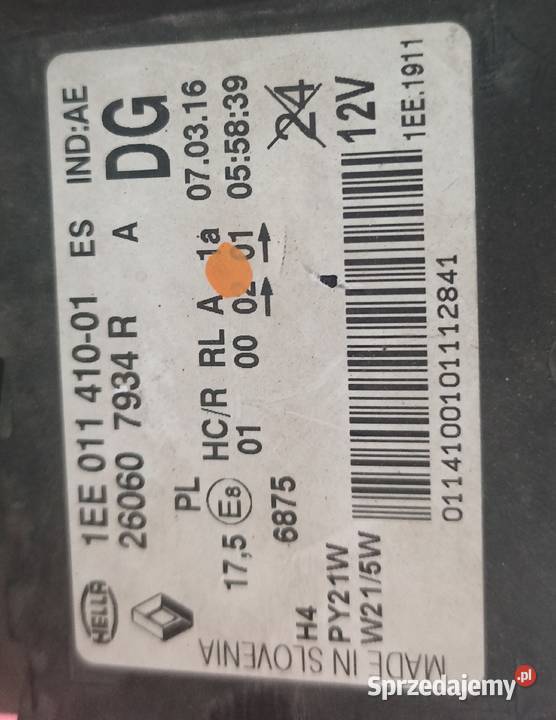 HELLA 1EE 011 410-01 ES IND:AE
26060 7934 R A DG
PL
17,5 E8 HC/R RL A 1a 07.03.16
01 00 02 01 05:58:39
6875
24
H4
PY21W 12V
W21/5W
MADE IN SLOVENIA
1EE.1911
0114100101112841
Sprzedajemy.pl